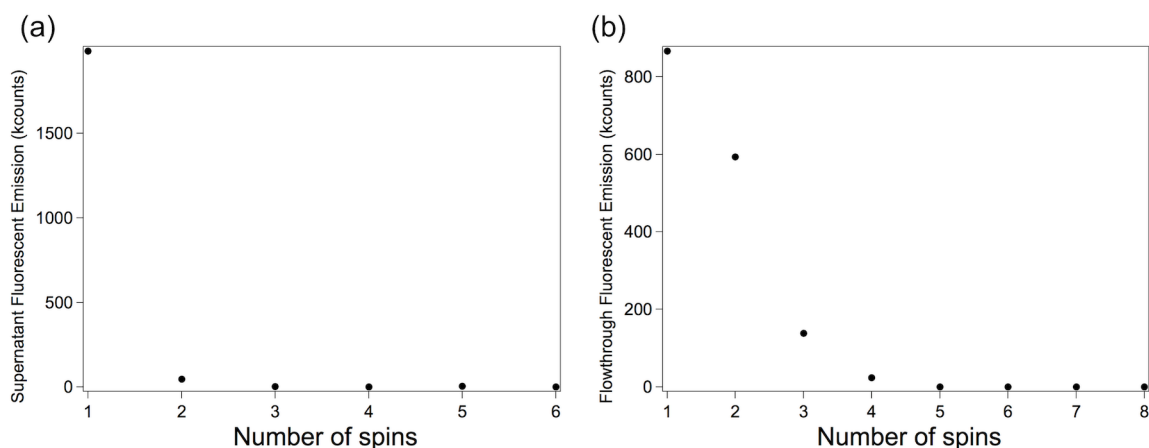 (a)
Supernatant Fluorescent Emission (kcounts)
1500
1000
500
0
1 2 3 4 5 6
Number of spins
(b)
Flowthrough Fluorescent Emission (kcounts)
800
600
400
200
0
1 2 3 4 5 6 7 8
Number of spins